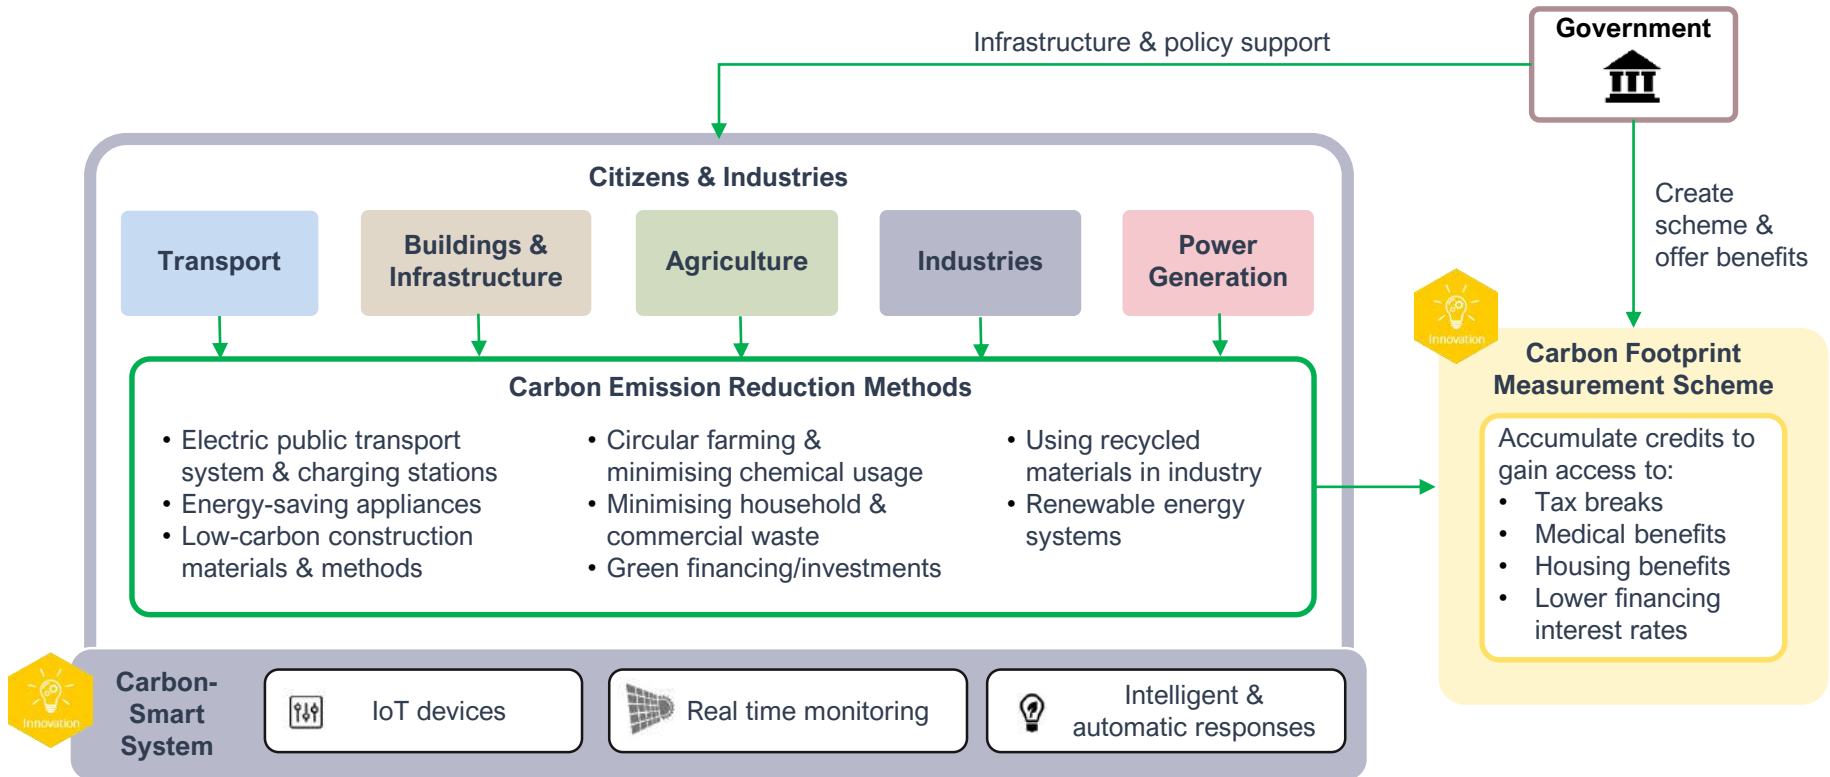 Government
Infrastructure & policy support
Create
scheme &
offer benefits
Citizens & Industries
Transport
Buildings &
Infrastructure
Agriculture
Industries
Power
Generation
Carbon Emission Reduction Methods
• Electric public transport
system & charging stations
• Energy-saving appliances
• Low-carbon construction
materials & methods
• Circular farming &
minimising chemical usage
• Minimising household &
commercial waste
• Green financing/investments
• Using recycled
materials in industry
• Renewable energy
systems
Innovation
Carbon Footprint
Measurement Scheme
Accumulate credits to
gain access to:
• Tax breaks
• Medical benefits
• Housing benefits
• Lower financing
interest rates
Innovation
Carbon-
Smart
System
IoT devices
Real time monitoring
Intelligent &
automatic responses